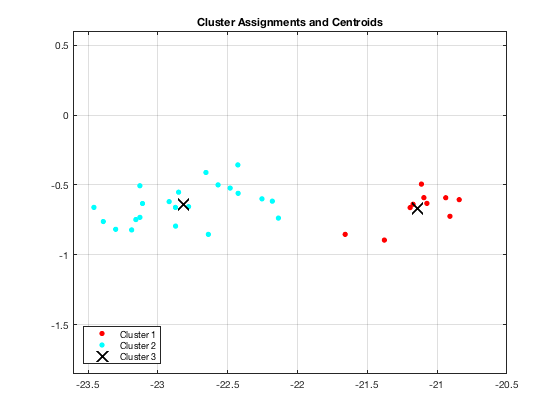 Cluster Assignments and Centroids
0.5
0
-0.5
-1
-1.5
Cluster 1
Cluster 2
Cluster 3
-23.5 -23 -22.5 -22 -21.5 -21 -20.5